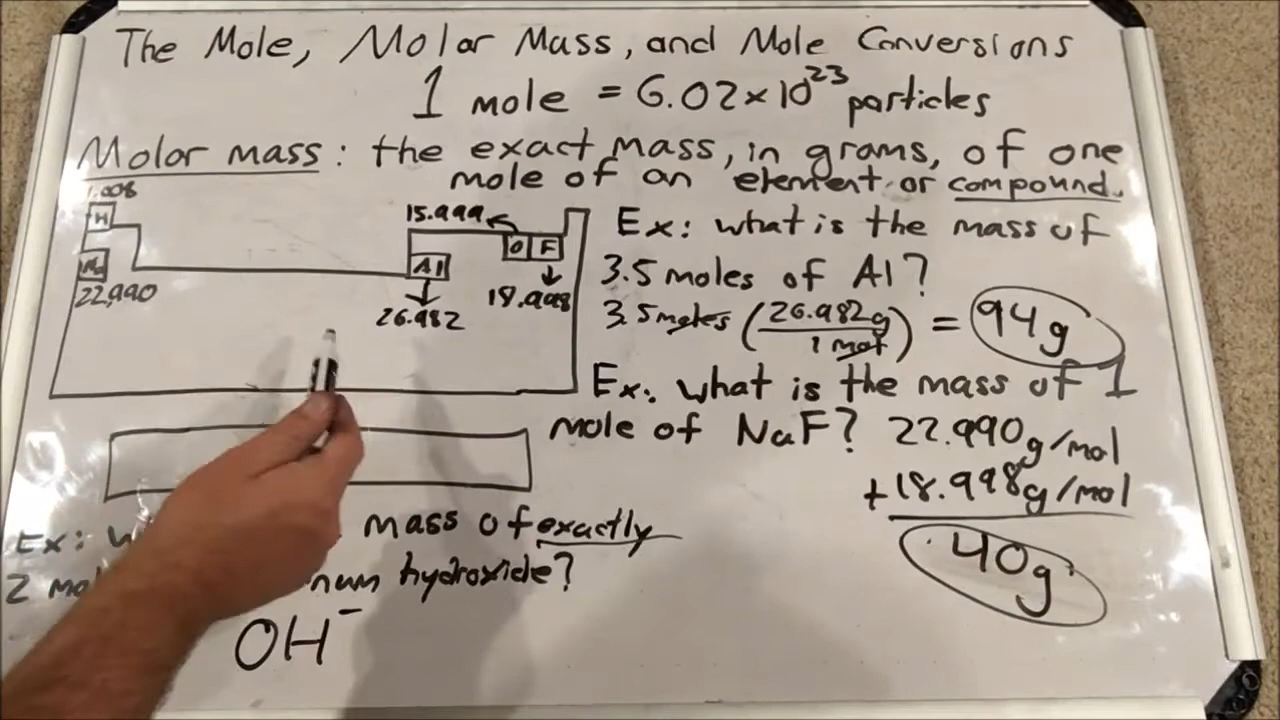 The Mole, Molar Mass, and Mole Conversions
1 mole = 6.02x10²³ particles
Molar mass: the exact mass, in grams, of one
mole of an element or compound.
1.008
H
Na
22.990
15.999
O F
Al
18.998
26.982
Ex: what is the mass of
3.5 moles of Al?
3.5 moles (26.982g / 1 mol) = 94g
Ex. what is the mass of 1
mole of NaF? 22.990g/mol
+18.998g/mol
40g
Ex: mass of exactly
2 hydroxide?
OH⁻